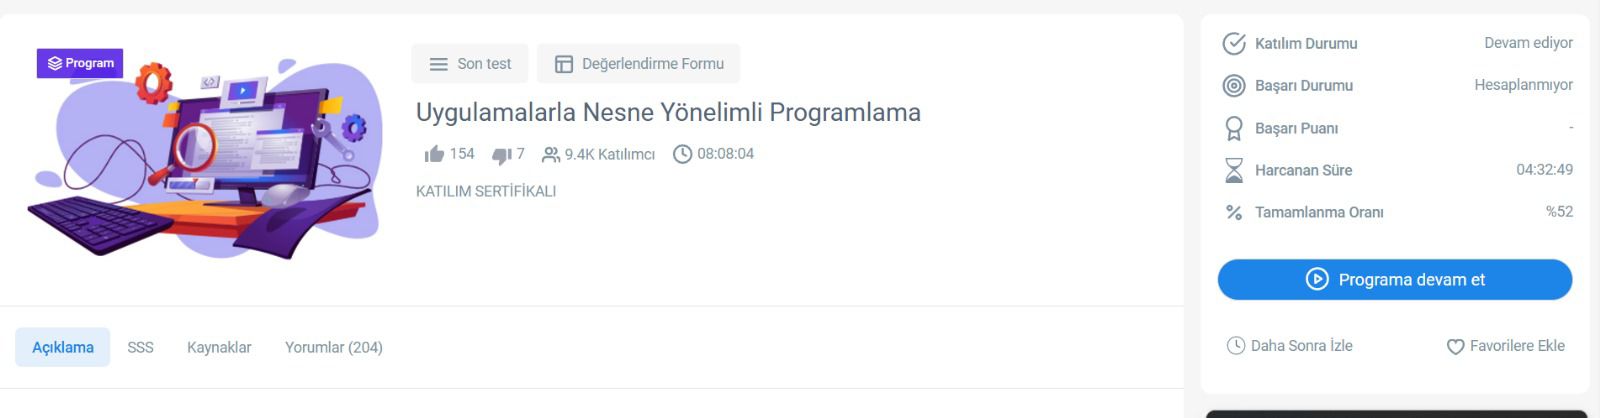 Program
Son test
Değerlendirme Formu
Uygulamalarla Nesne Yönelimli Programlama
154 7 9.4K Katılımcı 08:08:04
KATILIM SERTİFİKALI
Açıklama SSS Kaynaklar Yorumlar (204)
Katılım Durumu Devam ediyor
Başarı Durumu Hesaplanmıyor
Başarı Puanı -
Harcanan Süre 04:32:49
Tamamlanma Oranı %52
Programa devam et
Daha Sonra İzle Favorilere Ekle